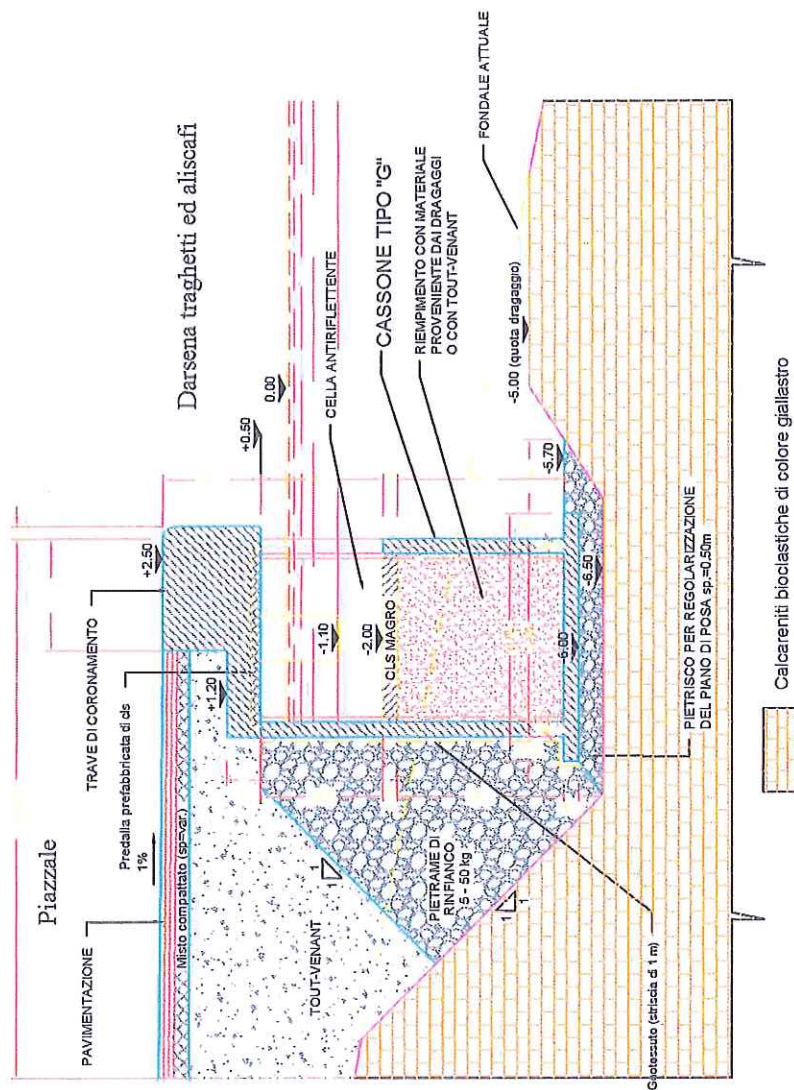 Piazzale
Darsena traghetti ed aliscafi
PAVIMENTAZIONE
TRAVE DI CORONAMENTO
Predalla prefabbricata di cls
1%
Misto compattato (sp=var.)
+2.50
+1.20
+0.50
0.00
CELLA ANTIRIFLETTENTE
-1.10
-2.00
CLS MAGRO
CASSONE TIPO "G"
RIEMPIMENTO CON MATERIALE
PROVENIENTE DAI DRAGAGGI
O CON TOUT-VENANT
TOUT-VENANT
1
1
PIETRAME DI
RINFIANCO
5 - 50 kg
1
1
FONDALE ATTUALE
-5.00 (quota dragaggio)
-5.70
-6.00
-6.50
PIETRISCO PER REGOLARIZZAZIONE
DEL PIANO DI POSA sp.=0.50m
Geotessuto (striscia di 1 m)
Calcareniti bioclastiche di colore giallastro